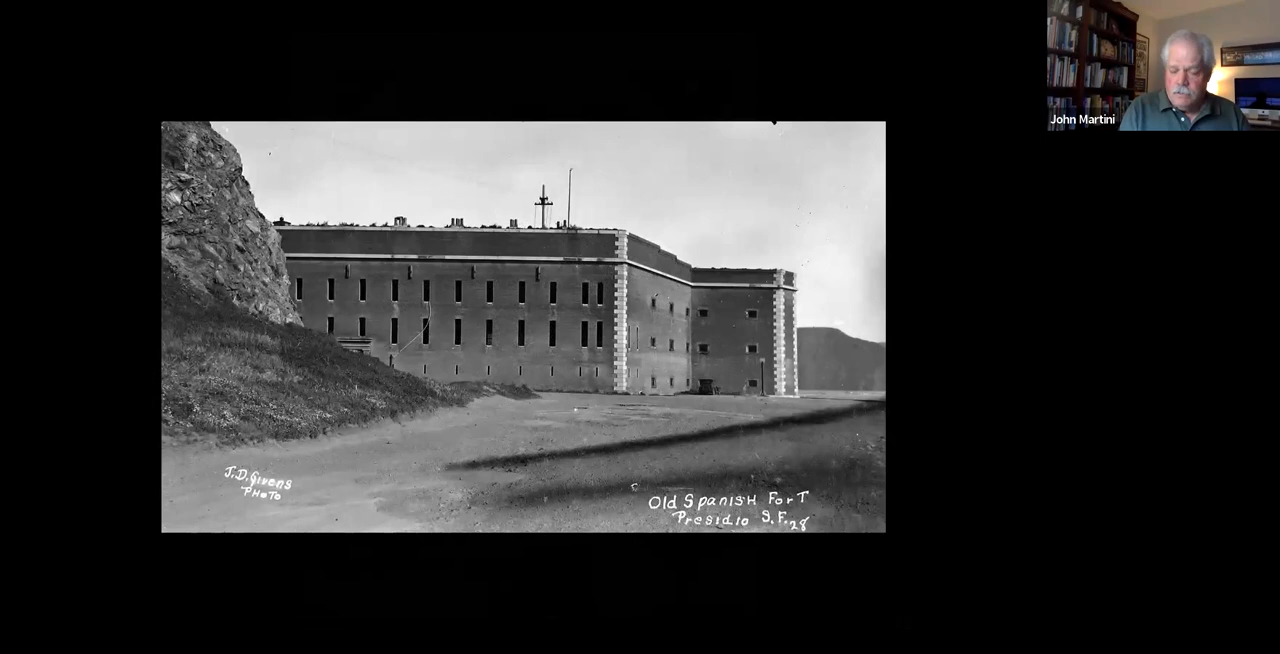 John Martini
J.D. Givens
PHOTO
Old Spanish Fort
Presidio S.F. 28